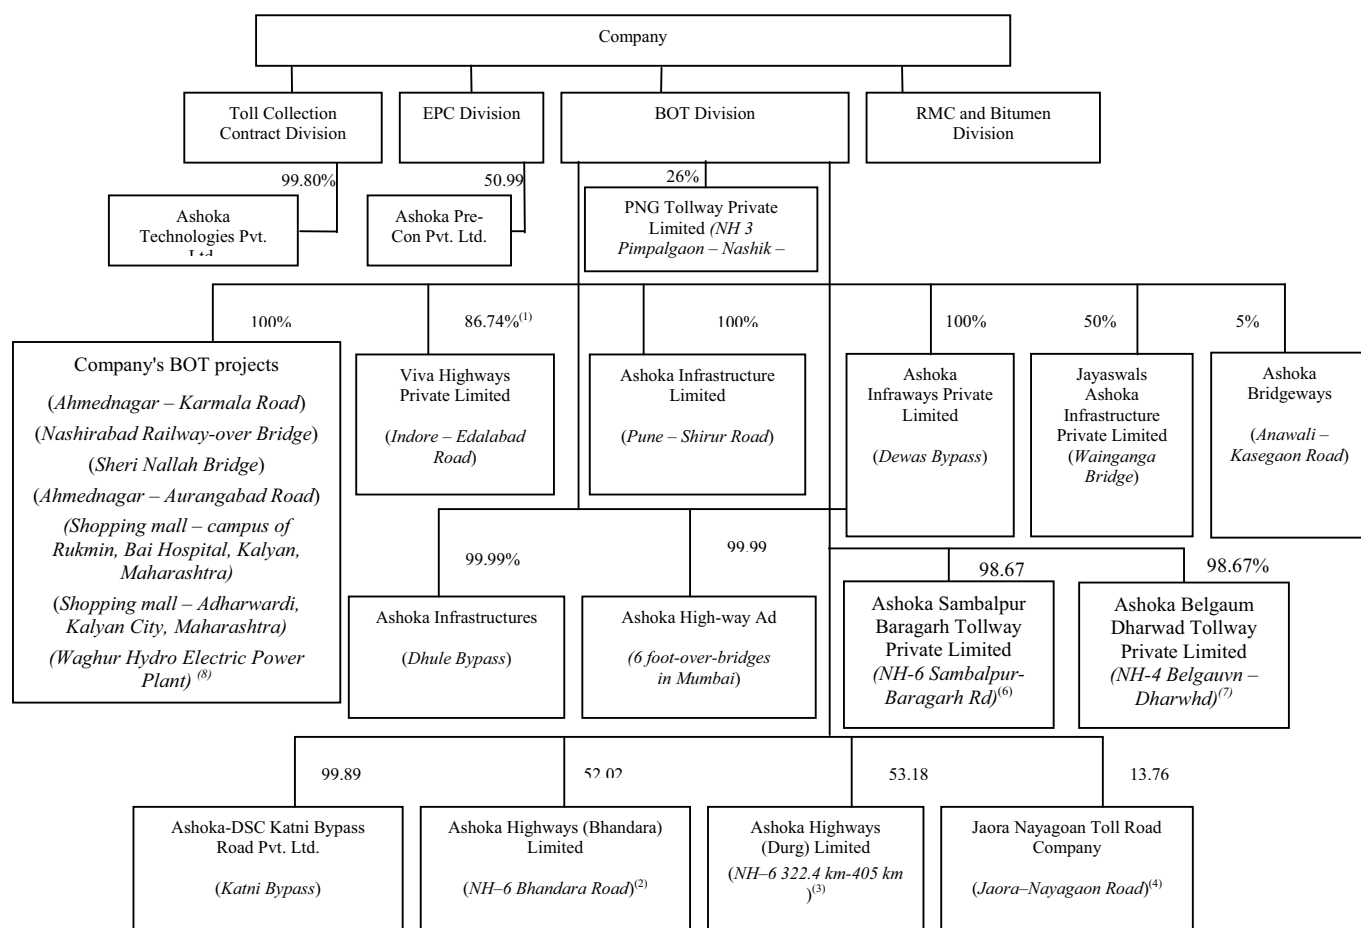 Company
Toll Collection
Contract Division
EPC Division
BOT Division
RMC and Bitumen
Division
99.80%
50.99
26%
Ashoka
Technologies Pvt.
Ashoka Pre-
Con Pvt. Ltd.
PNG Tollway Private
Limited (NH 3
Pimpalgaon – Nashik –
100%
86.74%(1)
100%
100%
50%
5%
Company's BOT projects
(Ahmednagar – Karmala Road)
(Nashirabad Railway-over Bridge)
(Sheri Nallah Bridge)
(Ahmednagar – Aurangabad Road)
(Shopping mall – campus of
Rukmin, Bai Hospital, Kalyan,
Maharashtra)
(Shopping mall – Adharwardi,
Kalyan City, Maharashtra)
(Waghur Hydro Electric Power
Plant) (8)
Viva Highways
Private Limited
(Indore – Edalabad
Road)
Ashoka Infrastructure
Limited
(Pune – Shirur Road)
Ashoka
Infraways Private
Limited
(Dewas Bypass)
Jayaswals
Ashoka
Infrastructure
Private Limited
(Wainganga
Bridge)
Ashoka
Bridgeways
(Anawali –
Kasegaon Road)
99.99%
99.99
98.67
98.67%
Ashoka Infrastructures
(Dhule Bypass)
Ashoka High-way Ad
(6 foot-over-bridges
in Mumbai)
Ashoka Sambalpur
Baragarh Tollway
Private Limited
(NH-6 Sambalpur-
Baragarh Rd)(6)
Ashoka Belgaum
Dharwad Tollway
Private Limited
(NH-4 Belgauvn –
Dharwhd)(7)
99.89
52.02
53.18
13.76
Ashoka-DSC Katni Bypass
Road Pvt. Ltd.
(Katni Bypass)
Ashoka Highways (Bhandara)
Limited
(NH–6 Bhandara Road)(2)
Ashoka Highways
(Durg) Limited
(NH–6 322.4 km-405 km
)(3)
Jaora Nayagoan Toll Road
Company
(Jaora–Nayagaon Road)(4)